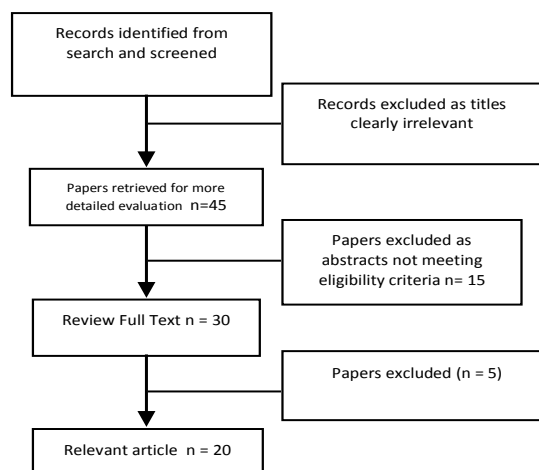 Records identified from
search and screened
Records excluded as titles
clearly irrelevant
Papers retrieved for more
detailed evaluation n=45
Papers excluded as
abstracts not meeting
eligibility criteria n= 15
Review Full Text n = 30
Papers excluded (n = 5)
Relevant article n = 20